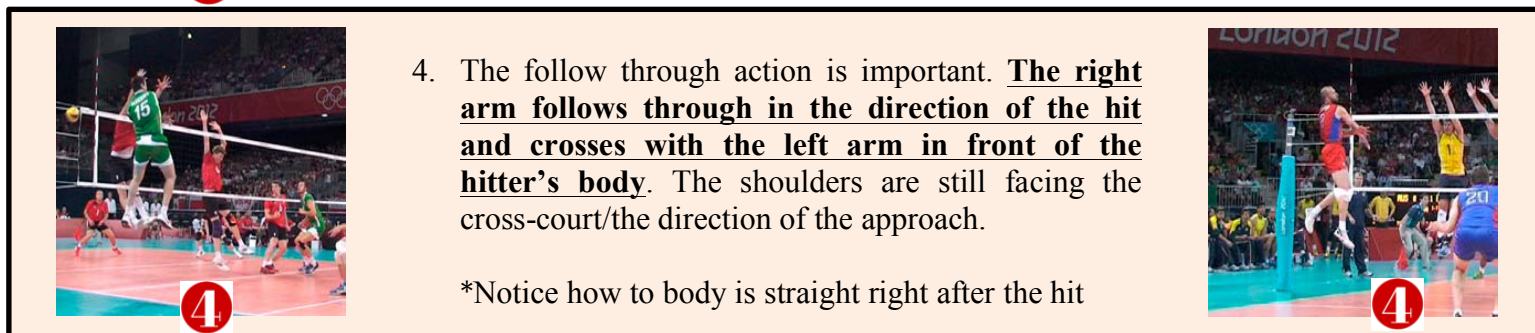 4. The follow through action is important. The right
arm follows through in the direction of the hit
and crosses with the left arm in front of the
hitter's body. The shoulders are still facing the
cross-court/the direction of the approach.
*Notice how to body is straight right after the hit
15
2012
4
London 2012
1
20
4